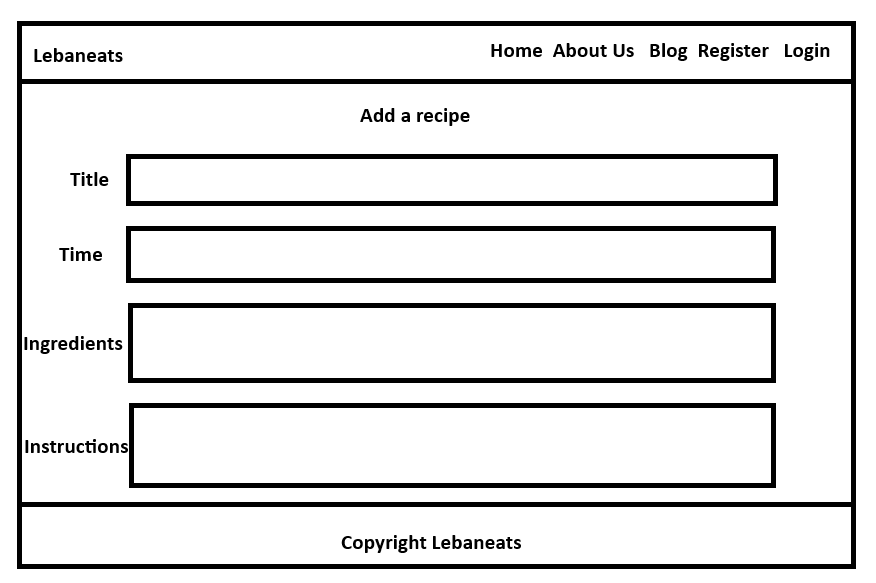 Lebaneats
Home About Us Blog Register Login
Add a recipe
Title
Time
Ingredients
Instructions
Copyright Lebaneats